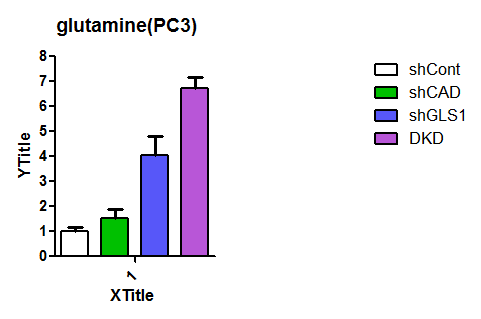 glutamine(PC3)
8
7
6
5
4
3
2
1
0
YTitle
1
XTitle
shCont
shCAD
shGLS1
DKD